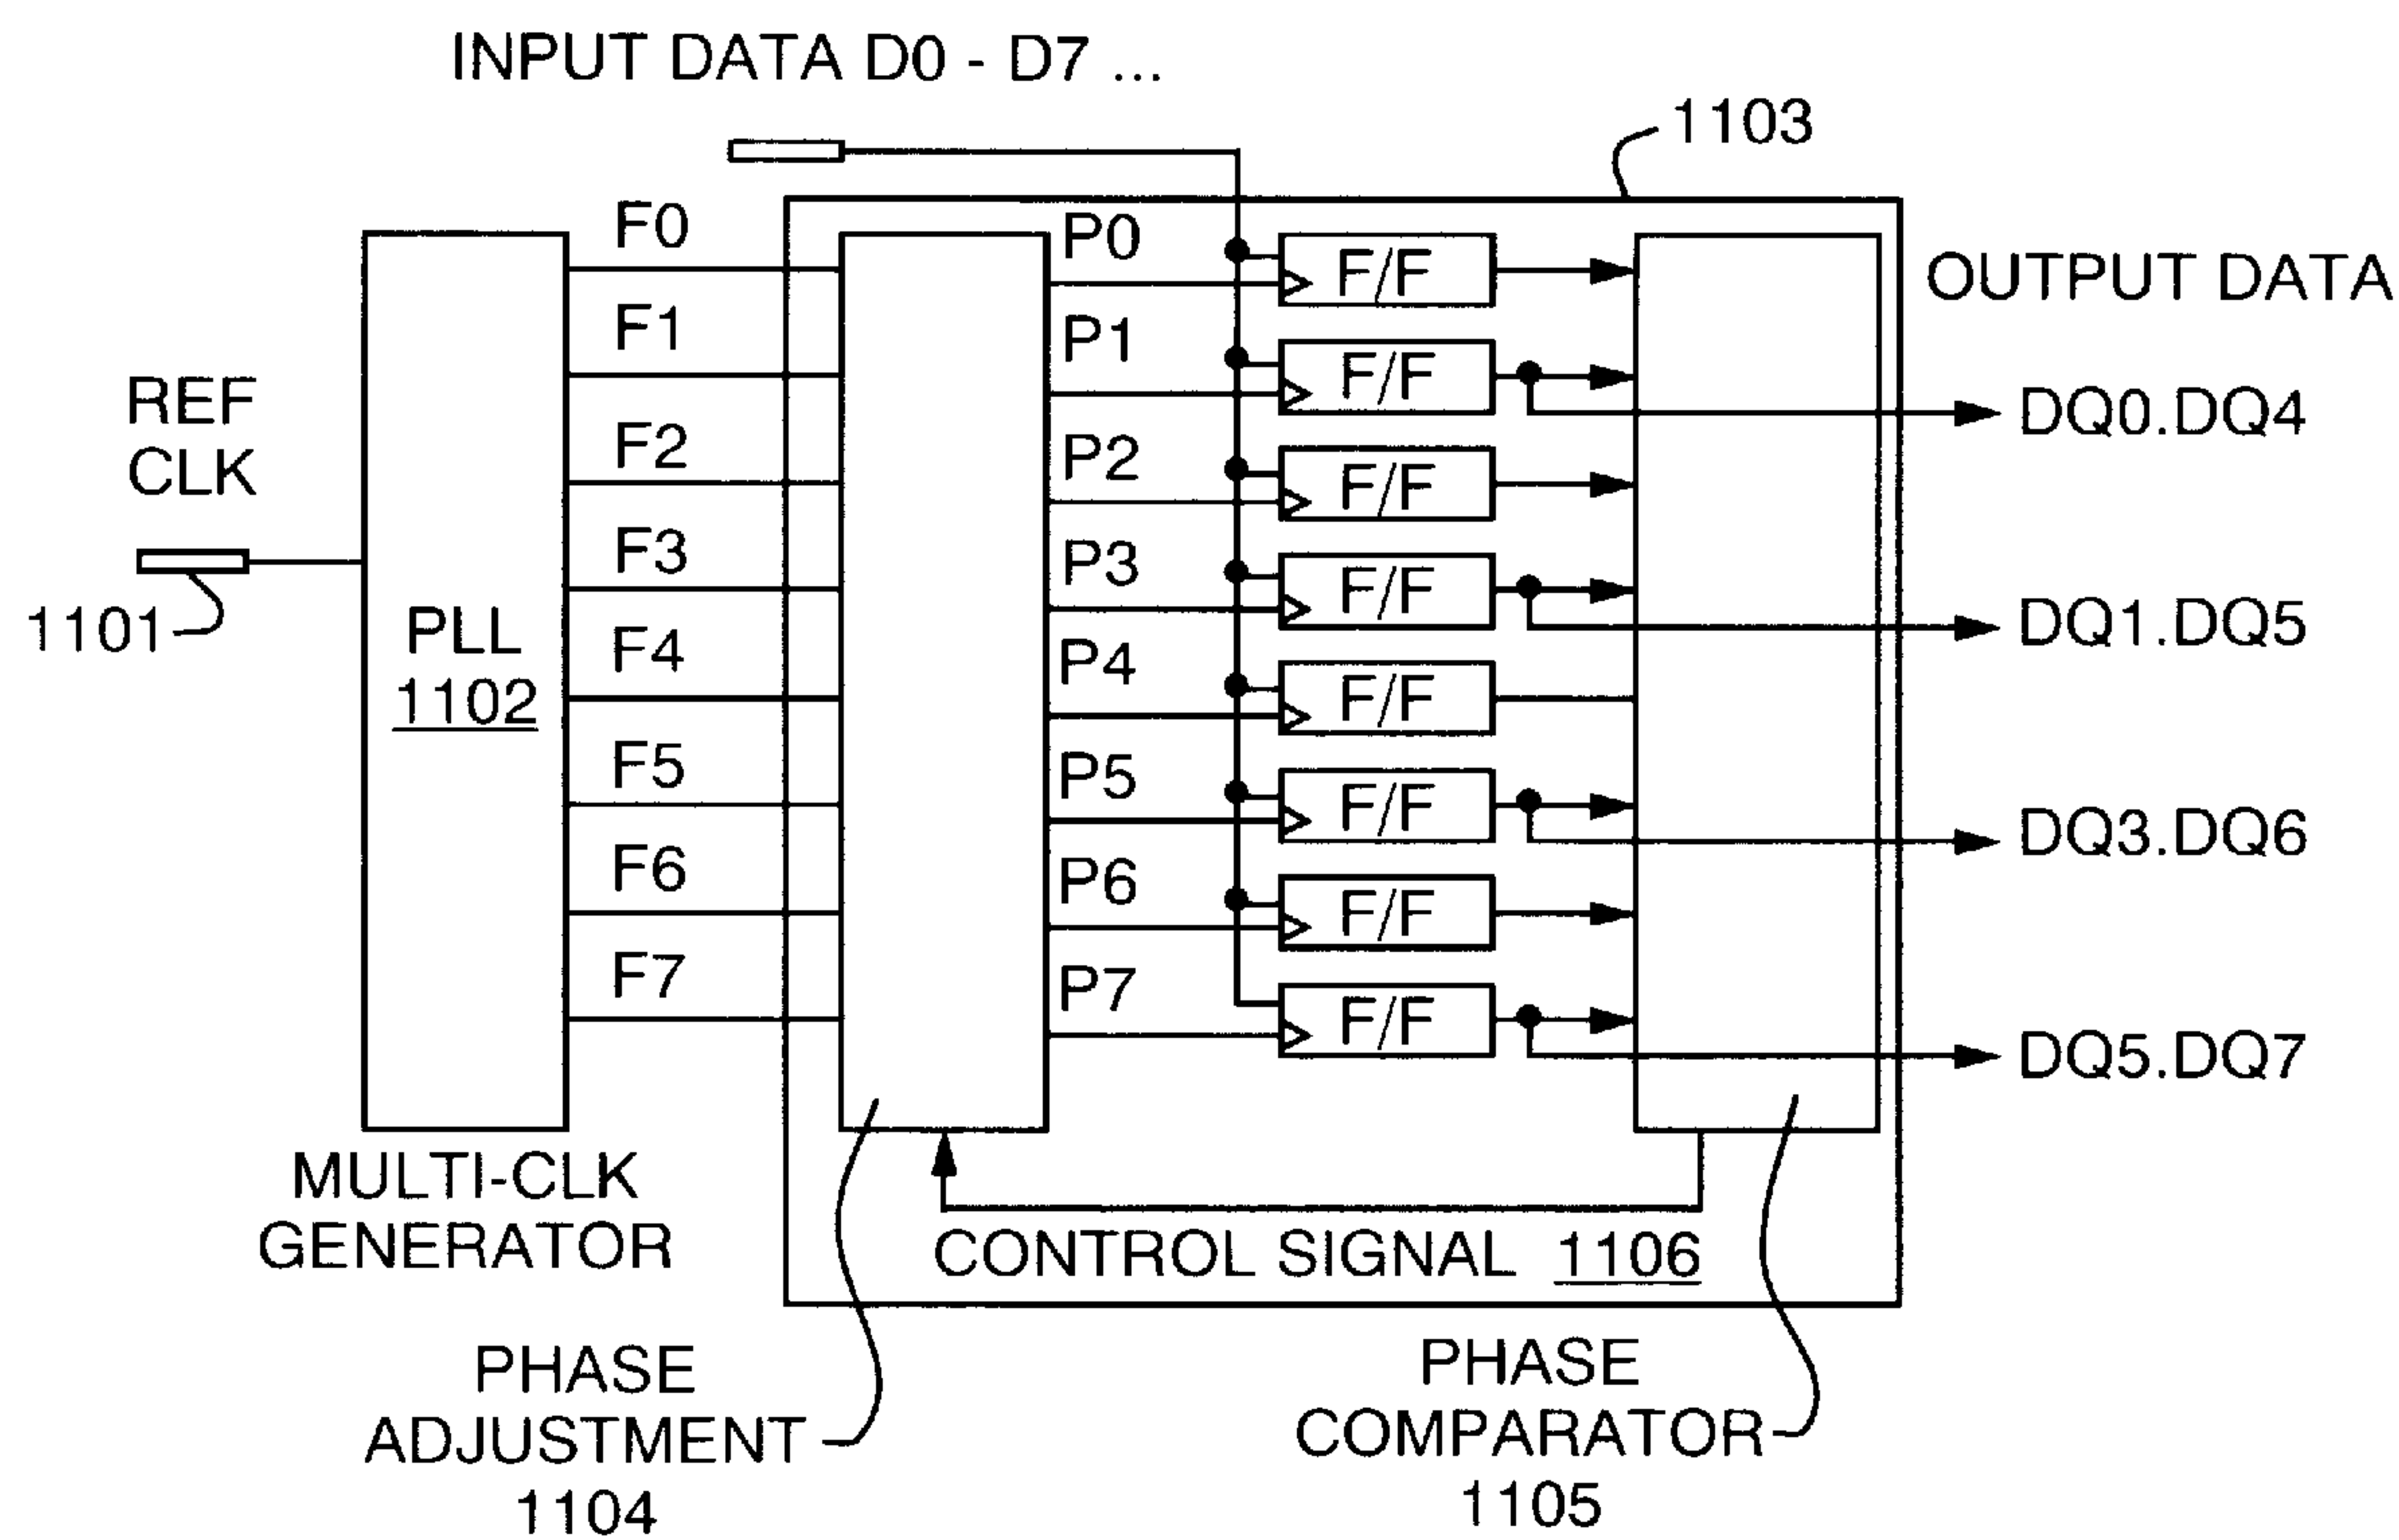 INPUT DATA D0 - D7 ...
1103
F0
P0
F/F
OUTPUT DATA
F1
P1
F/F
DQ0.DQ4
REF
CLK
F2
P2
F/F
F3
P3
F/F
DQ1.DQ5
1101
PLL
1102
F4
P4
F/F
F5
P5
F/F
DQ3.DQ6
F6
P6
F/F
F7
P7
F/F
DQ5.DQ7
MULTI-CLK
GENERATOR
CONTROL SIGNAL 1106
PHASE
ADJUSTMENT
1104
PHASE
COMPARATOR
1105